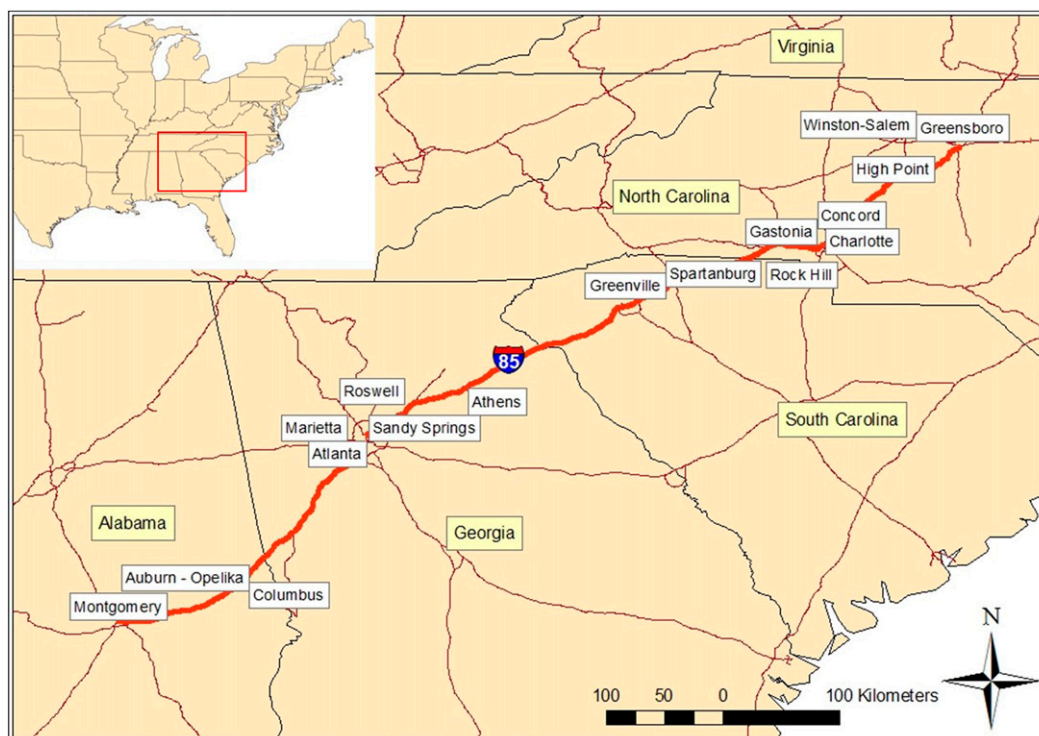 Virginia
Winston-Salem
Greensboro
High Point
North Carolina
Concord
Gastonia
Charlotte
Spartanburg
Rock Hill
Greenville
85
Roswell
Athens
Marietta
Sandy Springs
South Carolina
Atlanta
Alabama
Georgia
Auburn - Opelika
Columbus
Montgomery
N
100 50 0 100 Kilometers